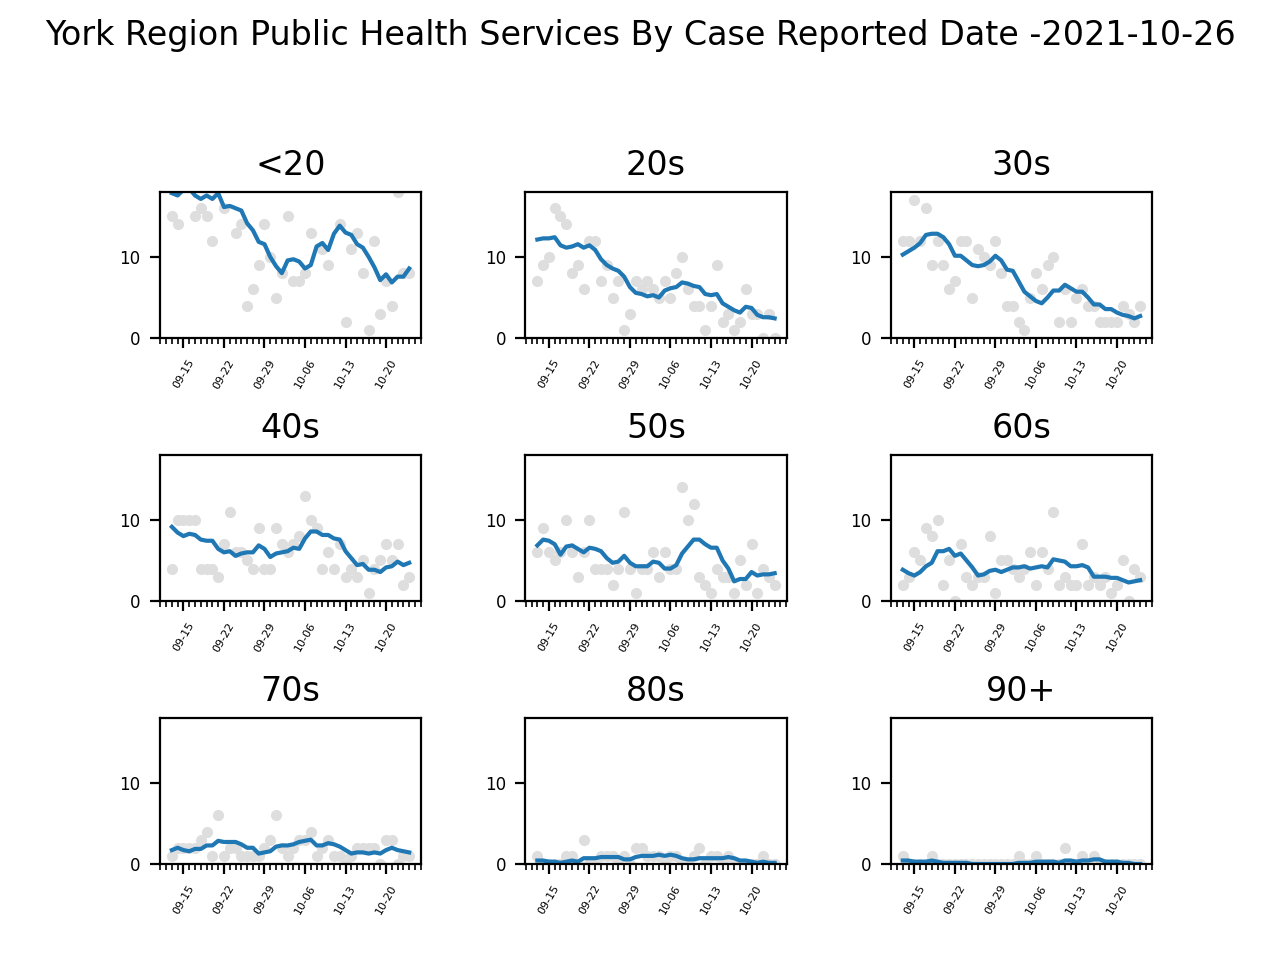 York Region Public Health Services By Case Reported Date -2021-10-26
<20 20s 30s
10 10 10
0 0 0
09-15 09-22 09-29 10-06 10-13 10-20 09-15 09-22 09-29 10-06 10-13 10-20 09-15 09-22 09-29 10-06 10-13 10-20
40s 50s 60s
10 10 10
0 0 0
09-15 09-22 09-29 10-06 10-13 10-20 09-15 09-22 09-29 10-06 10-13 10-20 09-15 09-22 09-29 10-06 10-13 10-20
70s 80s 90+
10 10 10
0 0 0
09-15 09-22 09-29 10-06 10-13 10-20 09-15 09-22 09-29 10-06 10-13 10-20 09-15 09-22 09-29 10-06 10-13 10-20